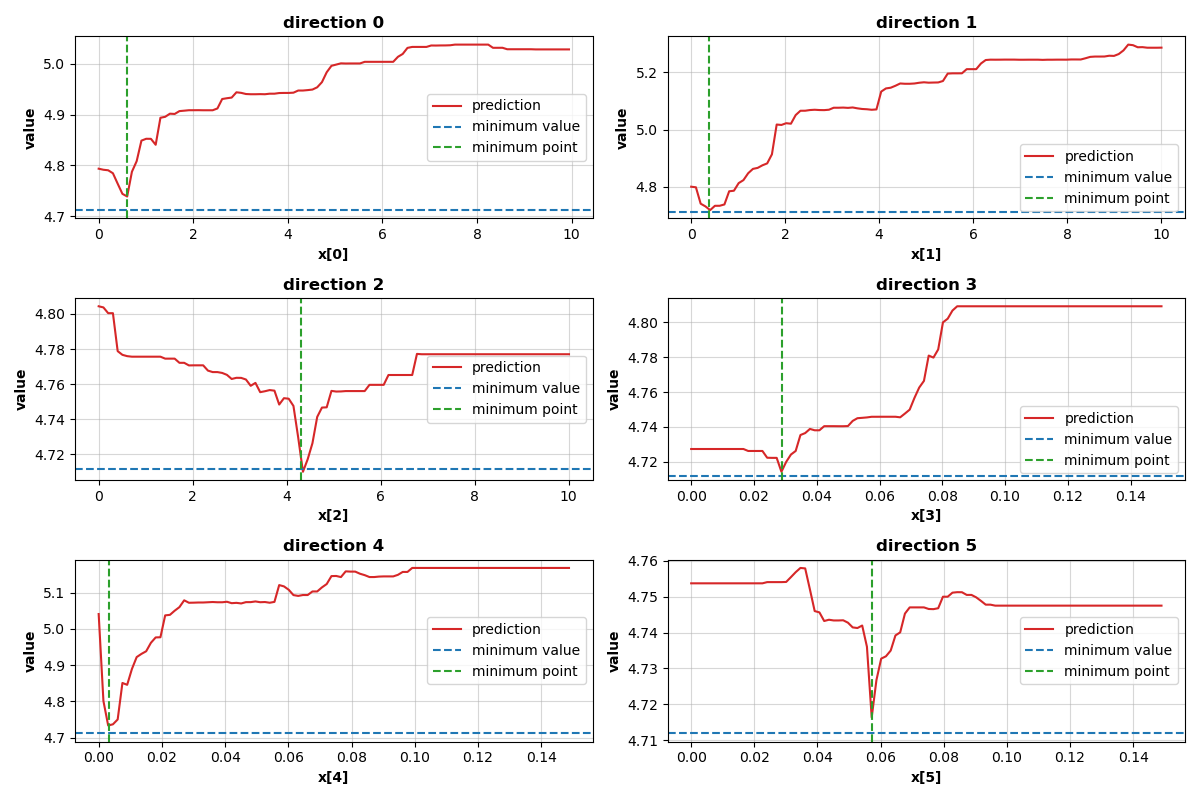 direction 0
value
5.0
4.9
4.8
4.7
prediction
minimum value
minimum point
0 2 4 6 8 10
x[0]
direction 1
value
5.2
5.0
4.8
prediction
minimum value
minimum point
0 2 4 6 8 10
x[1]
direction 2
value
4.80
4.78
4.76
4.74
4.72
prediction
minimum value
minimum point
0 2 4 6 8 10
x[2]
direction 3
value
4.80
4.78
4.76
4.74
4.72
prediction
minimum value
minimum point
0.00 0.02 0.04 0.06 0.08 0.10 0.12 0.14
x[3]
direction 4
value
5.1
5.0
4.9
4.8
4.7
prediction
minimum value
minimum point
0.00 0.02 0.04 0.06 0.08 0.10 0.12 0.14
x[4]
direction 5
value
4.76
4.75
4.74
4.73
4.72
4.71
prediction
minimum value
minimum point
0.00 0.02 0.04 0.06 0.08 0.10 0.12 0.14
x[5]